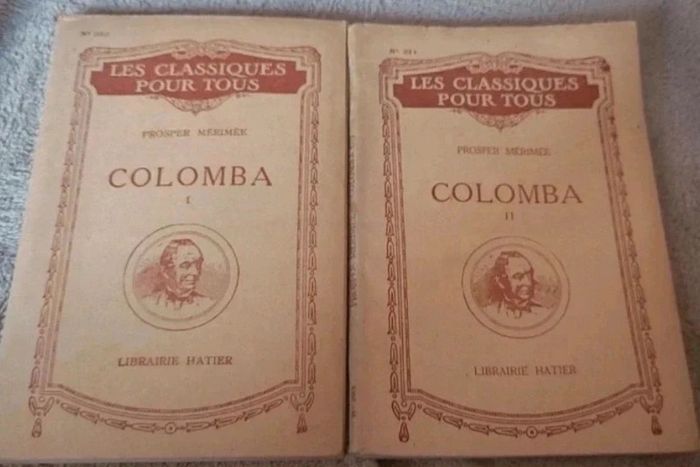 LES CLASSIQUES
POUR TOUS
PROSPER MÉRIMÉE
COLOMBA
I
LIBRAIRIE HATIER
LES CLASSIQUES
POUR TOUS
PROSPER MÉRIMÉE
COLOMBA
II
LIBRAIRIE HATIER